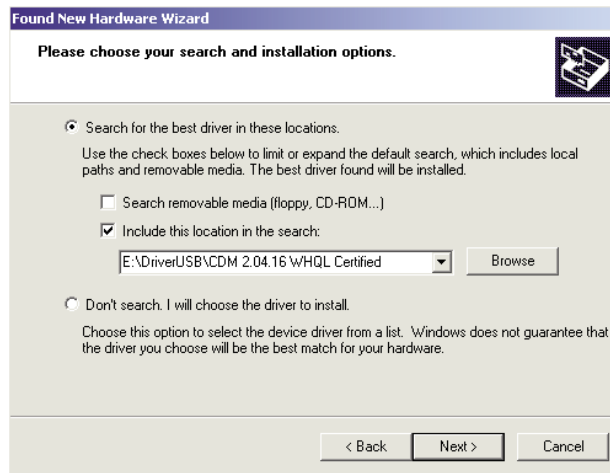 Found New Hardware Wizard
Please choose your search and installation options.
Search for the best driver in these locations.
Use the check boxes below to limit or expand the default search, which includes local
paths and removable media. The best driver found will be installed.
Search removable media (floppy, CD-ROM...)
Include this location in the search:
E:\DriverUSB\CDM 2.04.16 WHQL Certified
Browse
Don't search. I will choose the driver to install.
Choose this option to select the device driver from a list. Windows does not guarantee that
the driver you choose will be the best match for your hardware.
< Back
Next >
Cancel